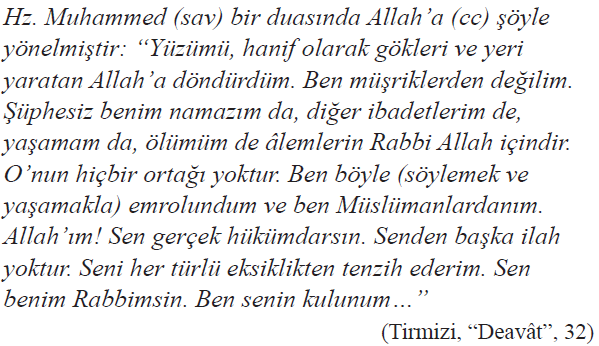 Hz. Muhammed (sav) bir duasında Allah’a (cc) şöyle
yönelmiştir: “Yüzümü, hanif olarak gökleri ve yeri
yaratan Allah’a döndürdüm. Ben müşriklerden değilim.
Şüphesiz benim namazım da, diğer ibadetlerim de,
yaşamam da, ölümüm de âlemlerin Rabbi Allah içindir.
O’nun hiçbir ortağı yoktur. Ben böyle (söylemek ve
yaşamakla) emrolundum ve ben Müslümanlardanım.
Allah’ım! Sen gerçek hükümdarsın. Senden başka ilah
yoktur. Seni her türlü eksiklikten tenzih ederim. Sen
benim Rabbimsin. Ben senin kulunum…”
(Tirmizi, “Deavât”, 32)